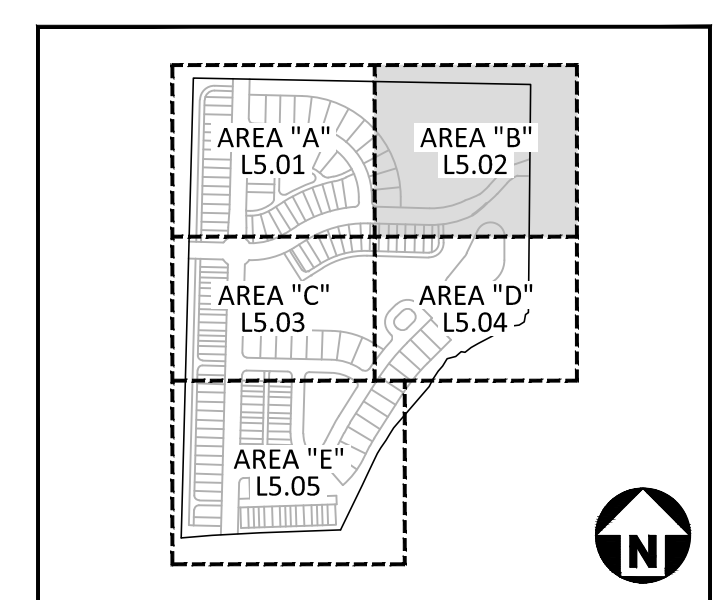 AREA "A"
L5.01
AREA "B"
L5.02
AREA "C"
L5.03
AREA "D"
L5.04
AREA "E"
L5.05
N